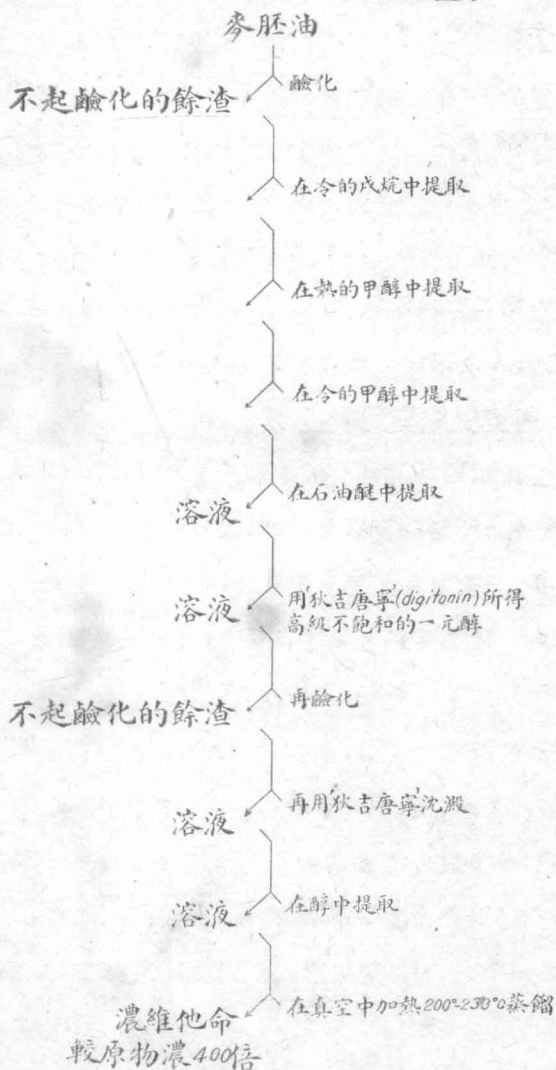 麥胚油
鹼化
不起鹼化的餘渣
在冷的戊烷中提取
在熱的甲醇中提取
在冷的甲醇中提取
在石油醚中提取
溶液
用'狄吉唐寧'(digitonin)所得
高級不飽和的一元醇
溶液
再鹼化
不起鹼化的餘渣
再用'狄吉唐寧'沈澱
溶液
在醇中提取
溶液
在真空中加熱200°-230°C蒸餾
濃維他命
較原物濃400倍